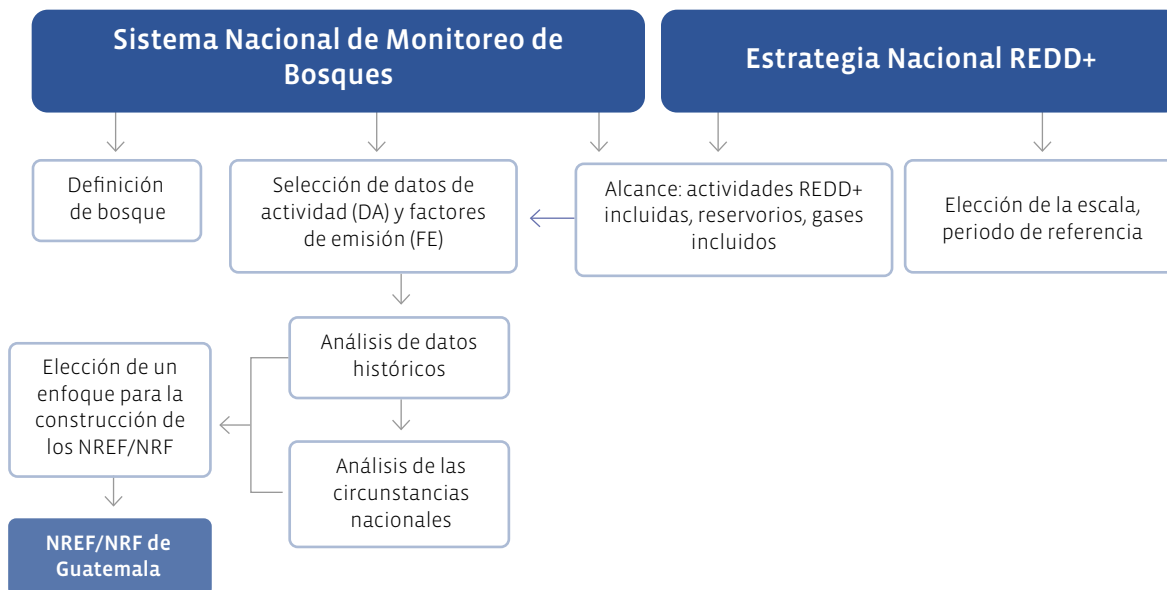 Sistema Nacional de Monitoreo de
Bosques
Estrategia Nacional REDD+
Definición
de bosque
Selección de datos de
actividad (DA) y factores
de emisión (FE)
Alcance: actividades REDD+
incluidas, reservorios, gases
incluidos
Elección de la escala,
periodo de referencia
Análisis de datos
históricos
Elección de un
enfoque para la
construcción de
los NREF/NRF
Análisis de las
circunstancias
nacionales
NREF/NRF de
Guatemala